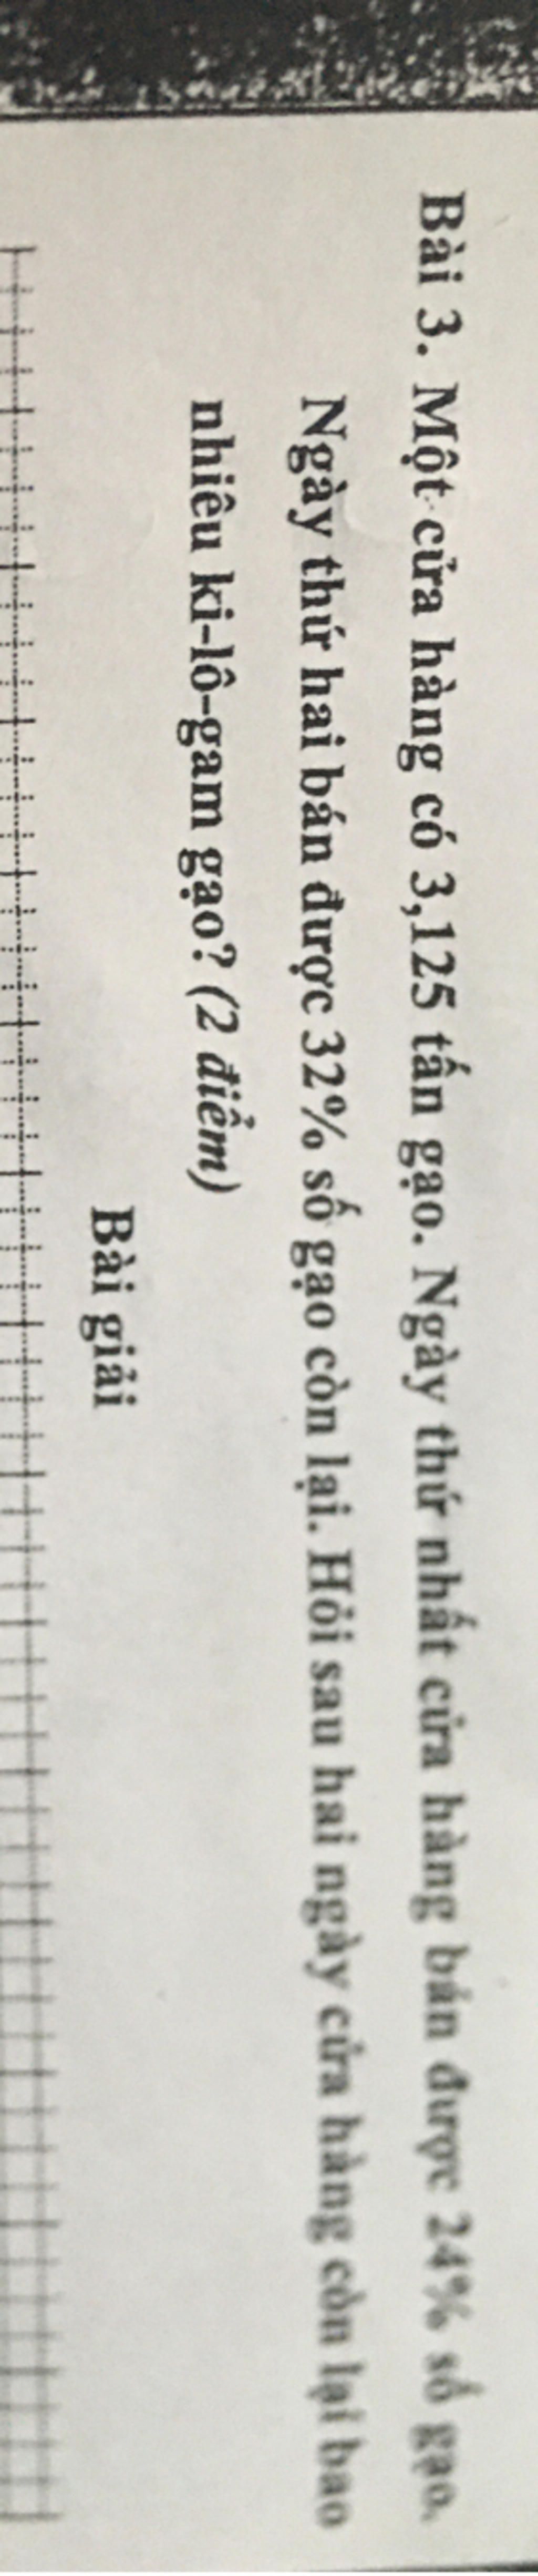 Bài 3. Một cửa hàng có 3,125 tấn gạo. Ngày thứ nhất cửa hàng bán được 24% số gạo.
Ngày thứ hai bán được 32% số gạo còn lại. Hỏi sau hai ngày cửa hàng còn lại bao
nhiêu ki-lô-gam gạo? (2 điểm)
Bài giải